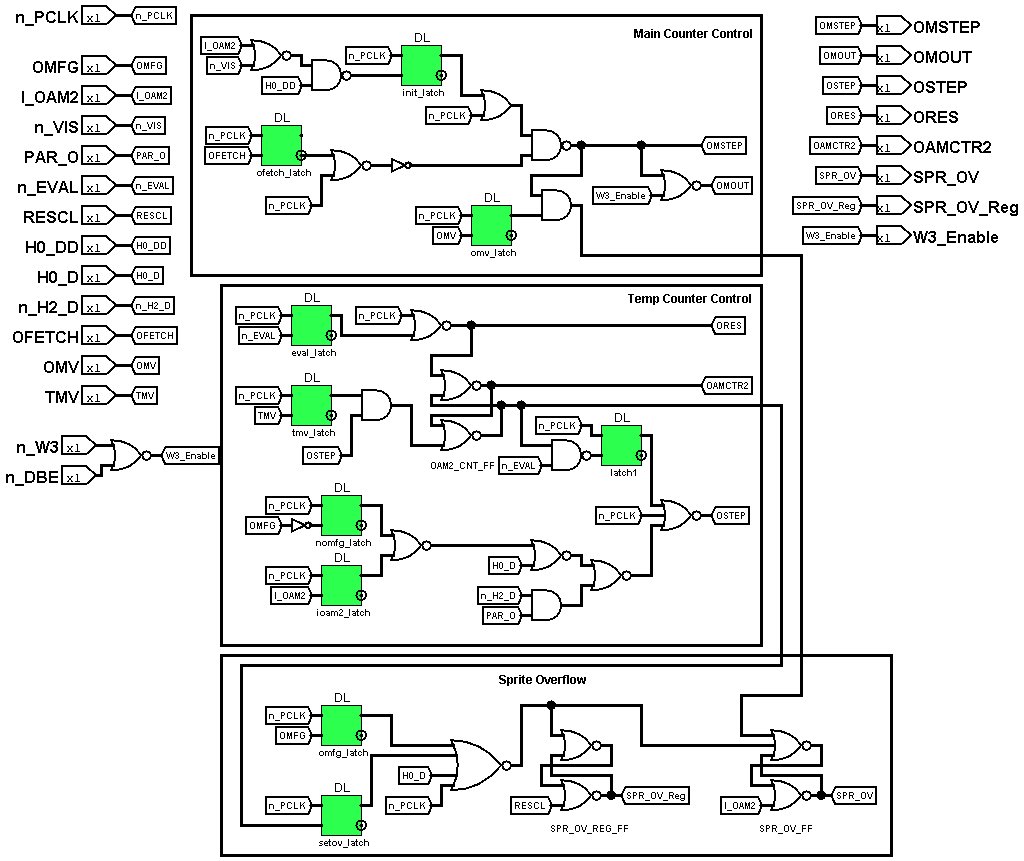 n_PCLK x1 n_PCLK
OMFG x1 OMFG
I_OAM2 x1 I_OAM2
n_VIS x1 n_VIS
PAR_O x1 PAR_O
n_EVAL x1 n_EVAL
RESCL x1 RESCL
H0_DD x1 H0_DD
H0_D x1 H0_D
n_H2_D x1 n_H2_D
OFETCH x1 OFETCH
OMV x1 OMV
TMV x1 TMV
n_W3 x1
n_DBE x1
W3_Enable
Main Counter Control
I_OAM2
n_VIS
H0_DD
n_PCLK
DL
init_latch
n_PCLK
DL
n_PCLK
OFETCH
ofetch_latch
n_PCLK
DL
n_PCLK
OMV
omv_latch
OMSTEP
W3_Enable
OMOUT
Temp Counter Control
DL
n_PCLK
n_EVAL
eval_latch
n_PCLK
ORES
OAMCTR2
DL
n_PCLK
TMV
tmv_latch
OSTEP
OAM2_CNT_FF
DL
n_PCLK
n_EVAL
latch1
DL
n_PCLK
OMFG
nomfg_latch
DL
n_PCLK
I_OAM2
ioam2_latch
H0_D
n_H2_D
PAR_O
n_PCLK
OSTEP
Sprite Overflow
DL
n_PCLK
OMFG
omfg_latch
DL
n_PCLK
setov_latch
H0_D
n_PCLK
RESCL
SPR_OV_Reg
SPR_OV_REG_FF
I_OAM2
SPR_OV
SPR_OV_FF
OMSTEP x1 OMSTEP
OMOUT x1 OMOUT
OSTEP x1 OSTEP
ORES x1 ORES
OAMCTR2 x1 OAMCTR2
SPR_OV x1 SPR_OV
SPR_OV_Reg x1 SPR_OV_Reg
W3_Enable x1 W3_Enable